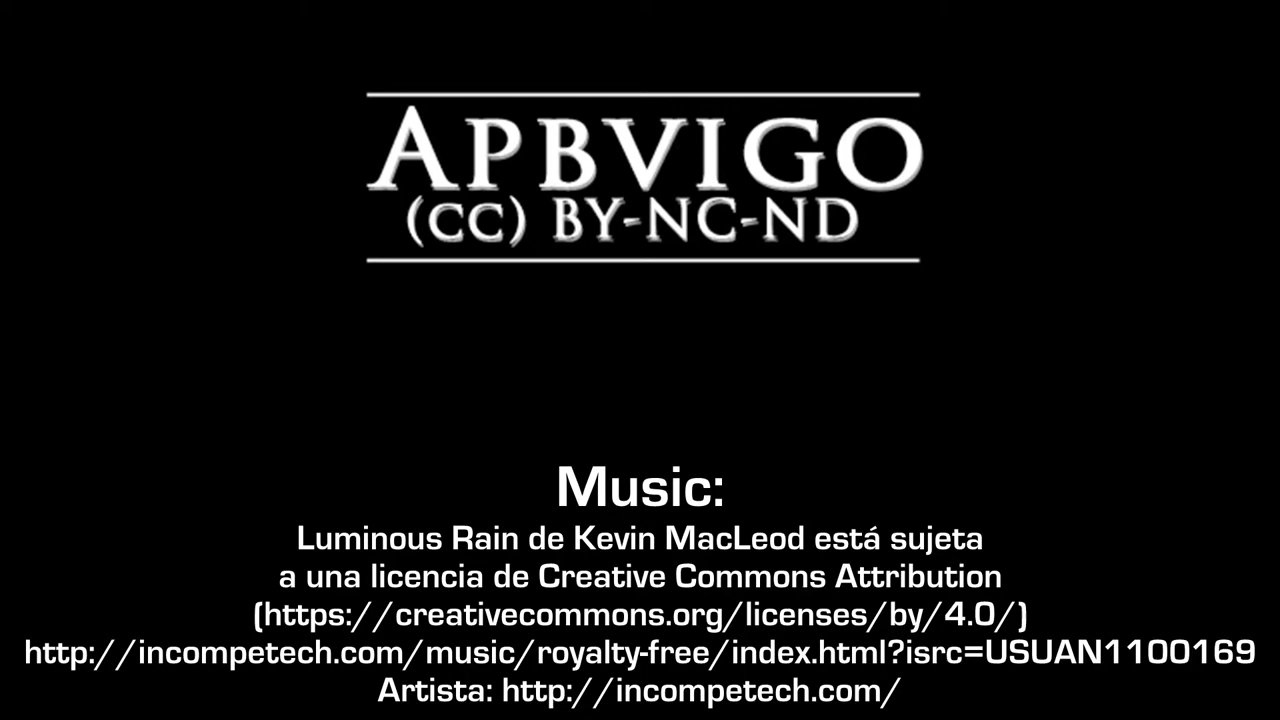 APBVIGO
(CC) BY-NC-ND
Music:
Luminous Rain de Kevin MacLeod está sujeta
a una licencia de Creative Commons Attribution
(https://creativecommons.org/licenses/by/4.0/)
http://incompetech.com/music/royalty-free/index.html?isrc=USUAN1100169
Artista: http://incompetech.com/